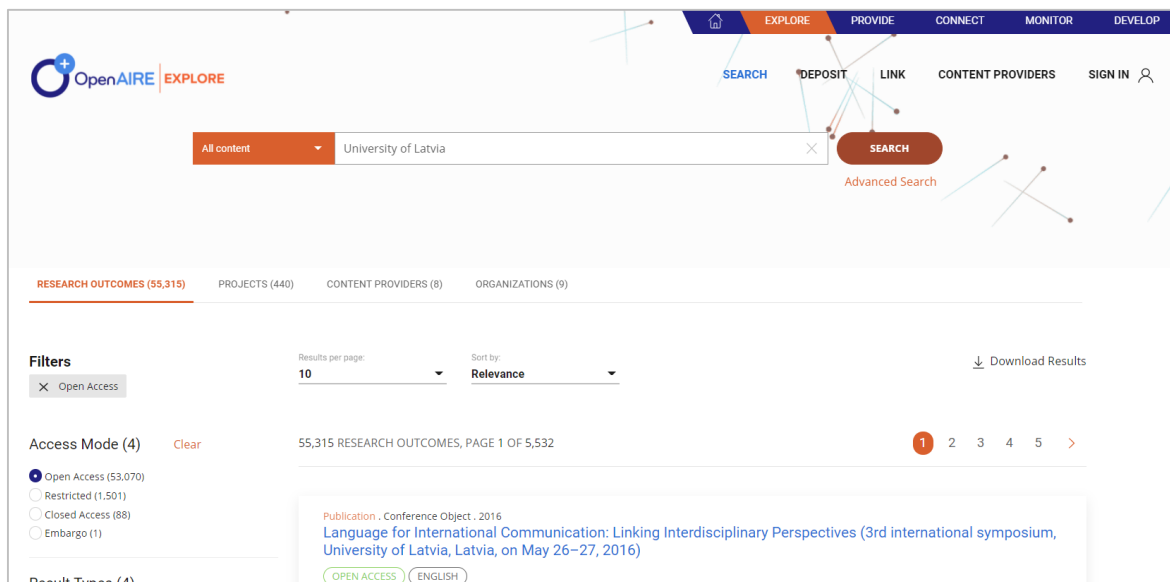 EXPLORE PROVIDE CONNECT MONITOR DEVELOP
OpenAIRE EXPLORE
SEARCH DEPOSIT LINK CONTENT PROVIDERS SIGN IN
All content University of Latvia SEARCH
Advanced Search
RESEARCH OUTCOMES (55,315) PROJECTS (440) CONTENT PROVIDERS (8) ORGANIZATIONS (9)
Filters
Open Access
Results per page:
10
Sort by:
Relevance
Download Results
Access Mode (4) Clear
Open Access (53,070)
Restricted (1,501)
Closed Access (88)
Embargo (1)
Result Types (4)
55,315 RESEARCH OUTCOMES, PAGE 1 OF 5,532
1 2 3 4 5 >
Publication . Conference Object . 2016
Language for International Communication: Linking Interdisciplinary Perspectives (3rd international symposium,
University of Latvia, Latvia, on May 26–27, 2016)
OPEN ACCESS ENGLISH